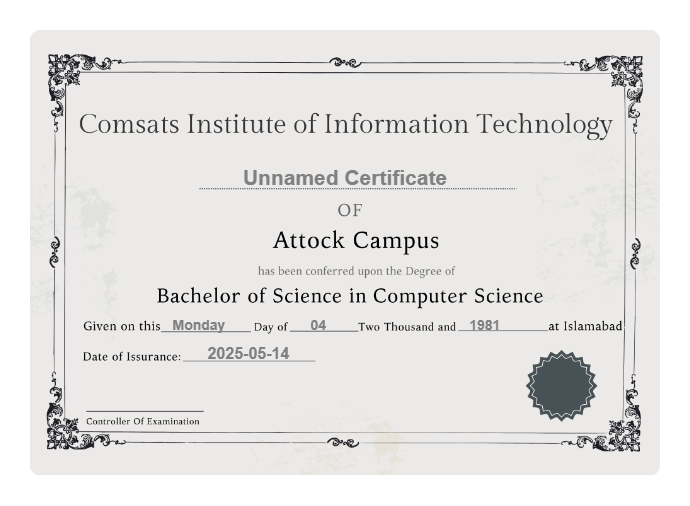 Comsats Institute of Information Technology
Unnamed Certificate
OF
Attock Campus
has been conferred upon the Degree of
Bachelor of Science in Computer Science
Given on this Monday Day of 04 Two Thousand and 1981 at Islamabad
Date of Issurance: 2025-05-14
Controller Of Examination